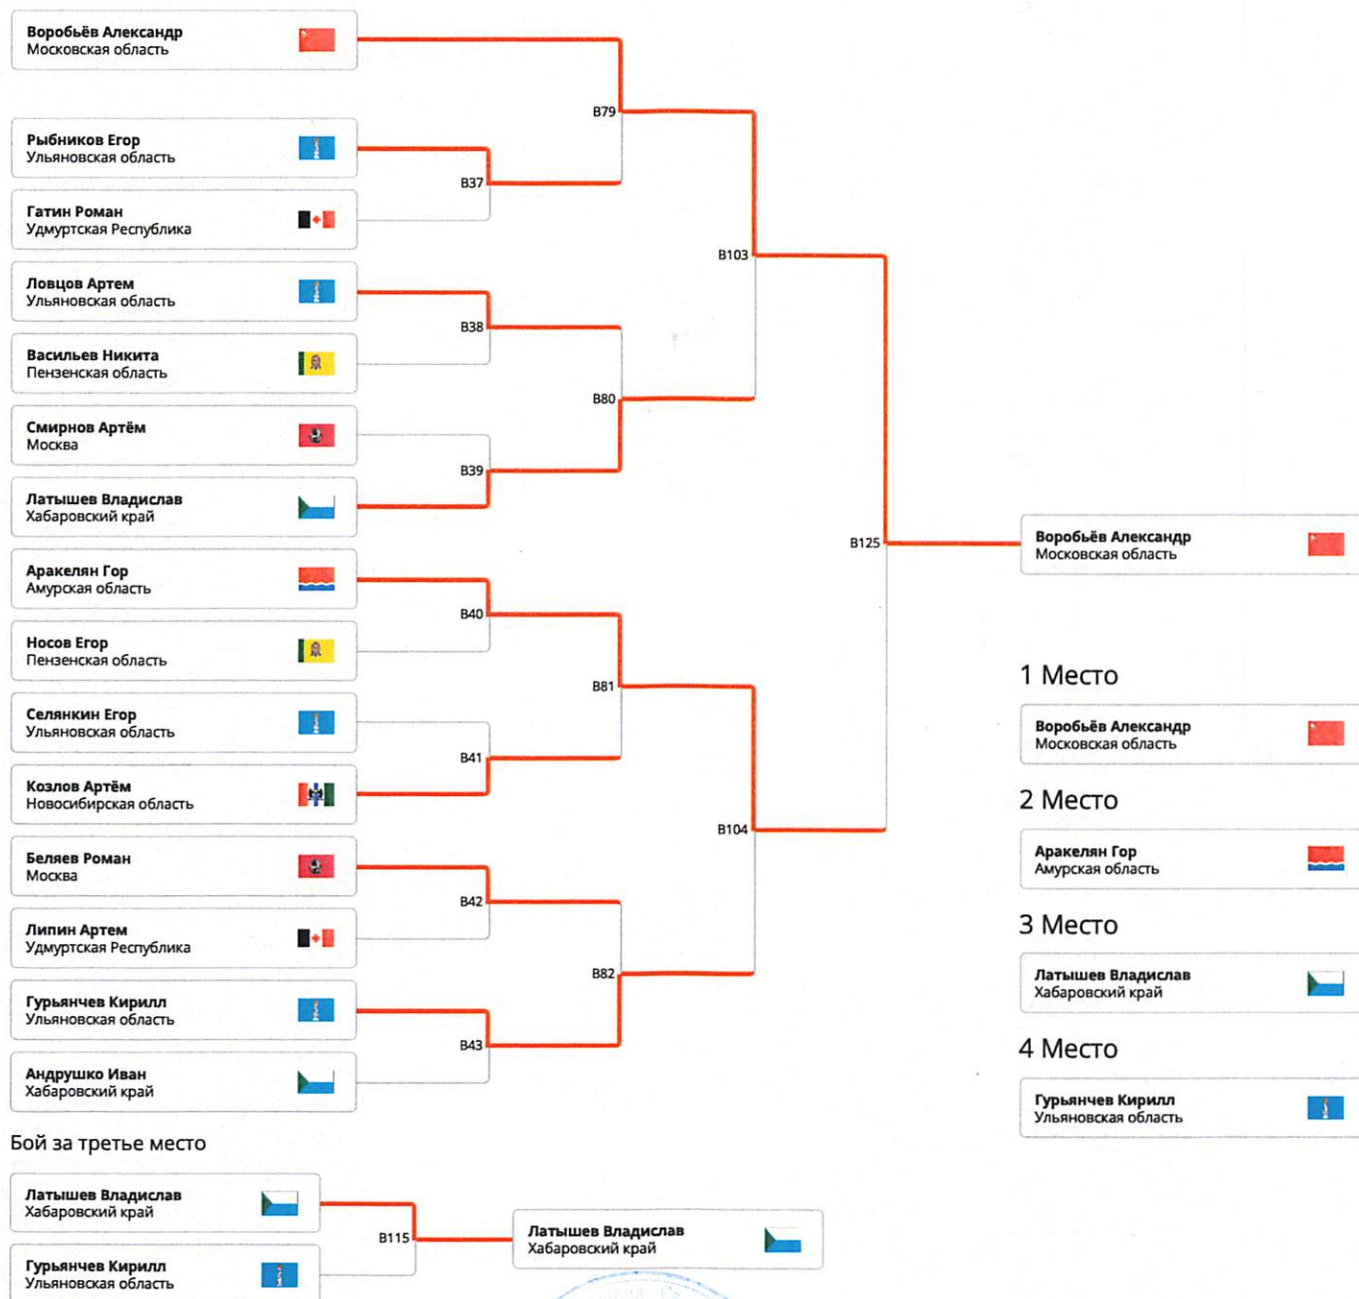 Воробьёв Александр
Московская область
Рыбников Егор
Ульяновская область
Гатин Роман
Удмуртская Республика
Ловцов Артем
Ульяновская область
Васильев Никита
Пензенская область
Смирнов Артём
Москва
Латышев Владислав
Хабаровский край
Аракелян Гор
Амурская область
Носов Егор
Пензенская область
Селянкин Егор
Ульяновская область
Козлов Артём
Новосибирская область
Беляев Роман
Москва
Липин Артем
Удмуртская Республика
Гурьянчев Кирилл
Ульяновская область
Андрушко Иван
Хабаровский край
B37
B38
B39
B40
B41
B42
B43
B79
B80
B81
B82
B103
B104
B125
Воробьёв Александр
Московская область
1 Место
Воробьёв Александр
Московская область
2 Место
Аракелян Гор
Амурская область
3 Место
Латышев Владислав
Хабаровский край
4 Место
Гурьянчев Кирилл
Ульяновская область
Бой за третье место
Латышев Владислав
Хабаровский край
Гурьянчев Кирилл
Ульяновская область
B115
Латышев Владислав
Хабаровский край